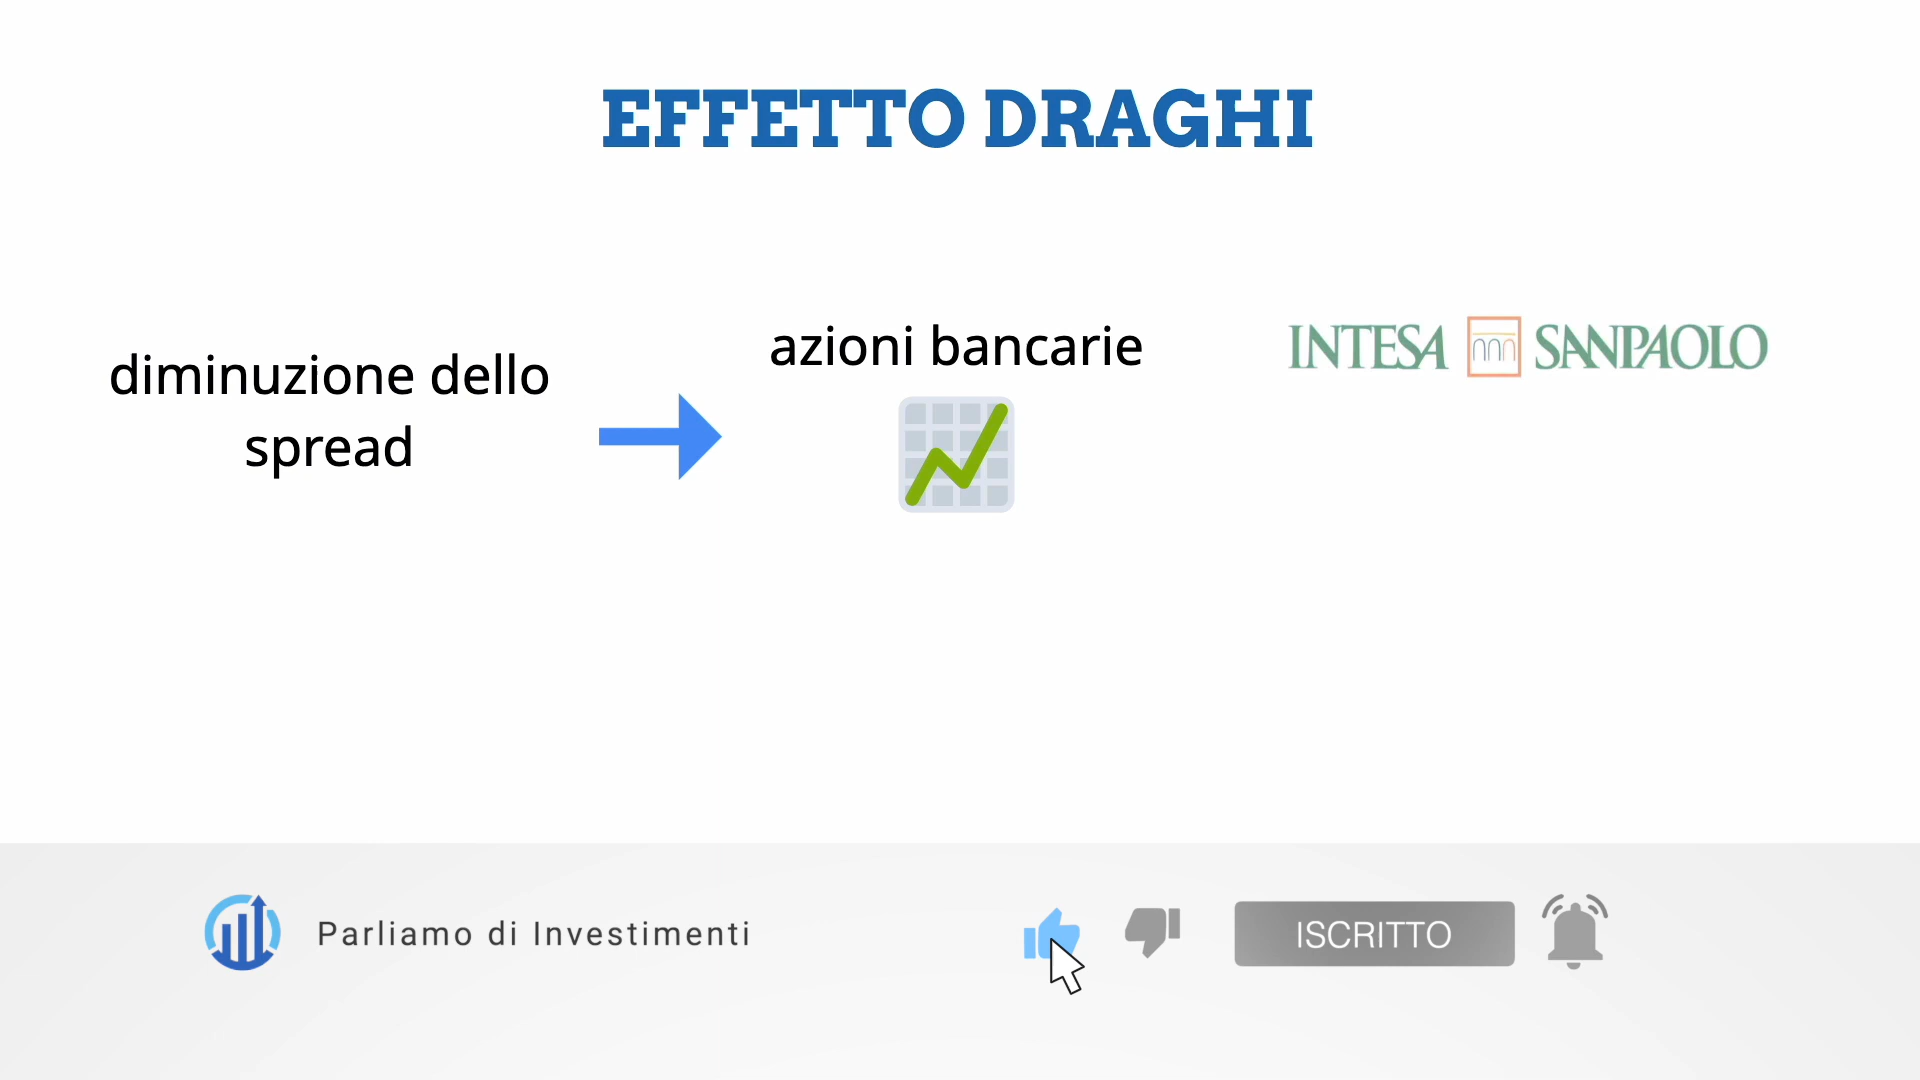 EFFETTO DRAGHI
diminuzione dello
spread
azioni bancarie
INTESA SANPAOLO
Parliamo di Investimenti
ISCRITTO